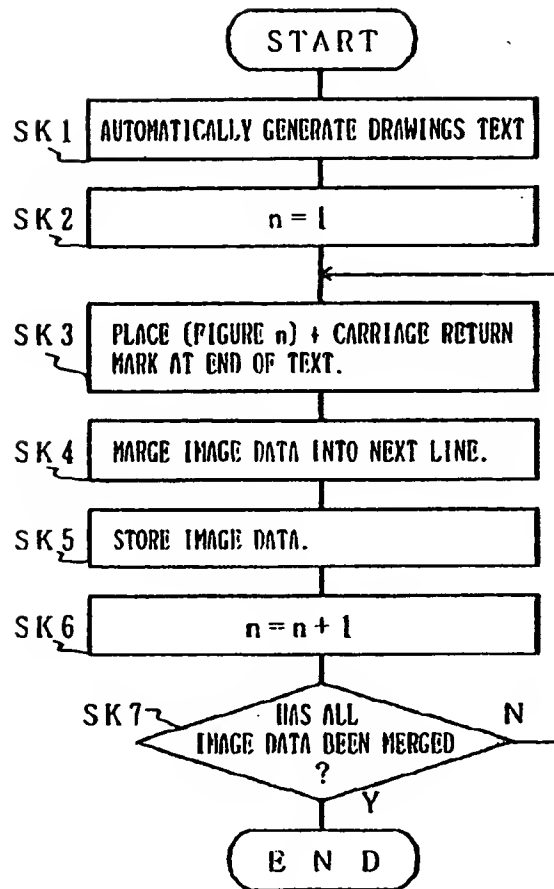 START
SK1 AUTOMATICALLY GENERATE DRAWINGS TEXT
SK2 n = 1
SK3 PLACE (FIGURE n) + CARRIAGE RETURN
MARK AT END OF TEXT.
SK4 MARGE IMAGE DATA INTO NEXT LINE.
SK5 STORE IMAGE DATA.
SK6 n = n + 1
SK7 HAS ALL N
IMAGE DATA BEEN MERGED
?
Y
END